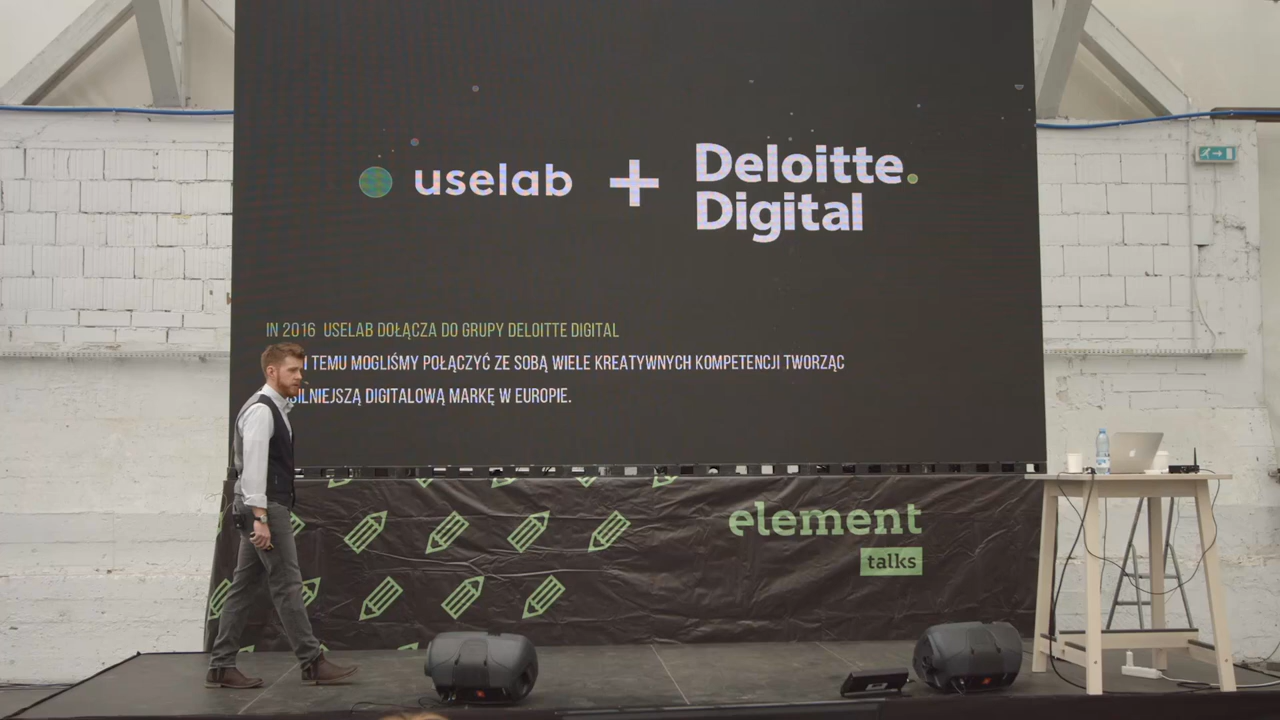 uselab + Deloitte.
Digital
IN 2016 USELAB DOŁĄCZA DO GRUPY DELOITTE DIGITAL
I TEMU MOGLIŚMY POŁĄCZYĆ ZE SOBĄ WIELE KREATYWNYCH KOMPETENCJI TWORZĄC
SILNIEJSZĄ DIGITALOWĄ MARKĘ W EUROPIE.
element
talks